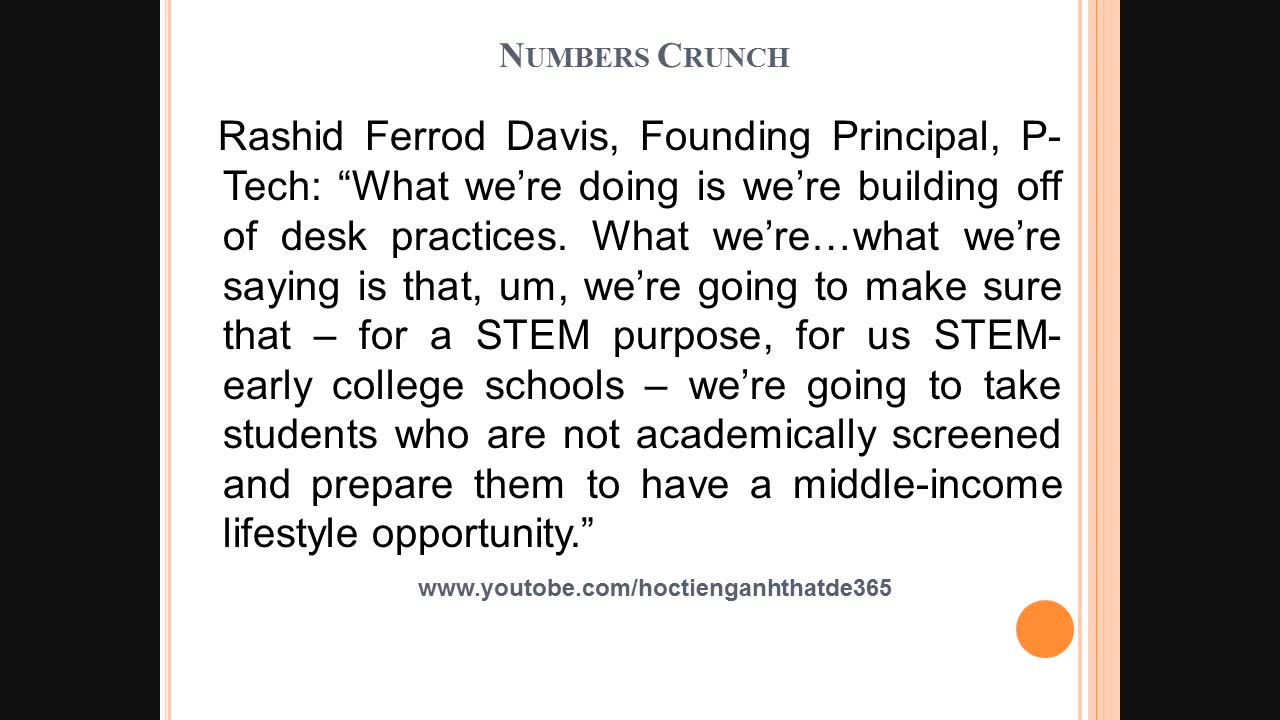 NUMBERS CRUNCH
Rashid Ferrod Davis, Founding Principal, P-
Tech: “What we’re doing is we’re building off
of desk practices. What we’re…what we’re
saying is that, um, we’re going to make sure
that – for a STEM purpose, for us STEM-
early college schools – we’re going to take
students who are not academically screened
and prepare them to have a middle-income
lifestyle opportunity.”
www.youtobe.com/hoctienganhthatde365